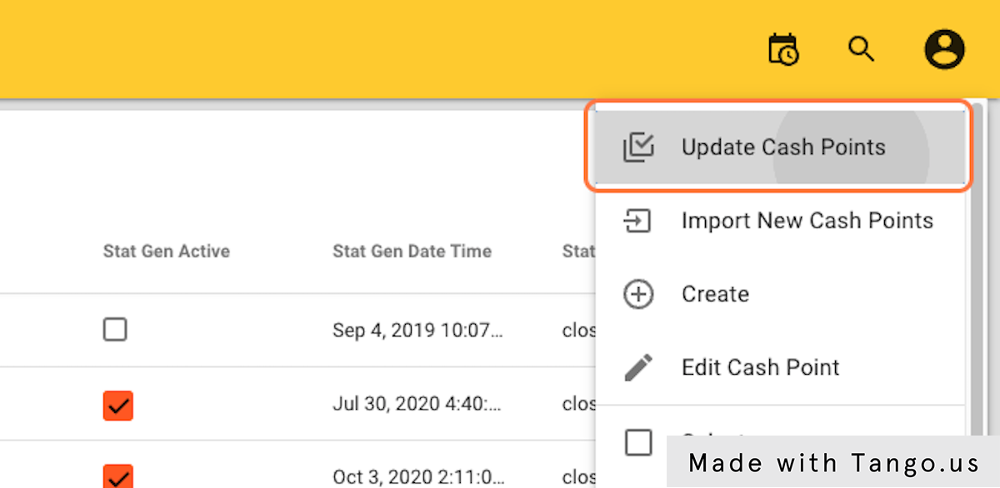 Update Cash Points
Import New Cash Points
Create
Edit Cash Point
Stat Gen Active Stat Gen Date Time Stat
Sep 4, 2019 10:07... clos
Jul 30, 2020 4:40:... clos
Oct 3, 2020 2:11:0... clos
Made with Tango.us